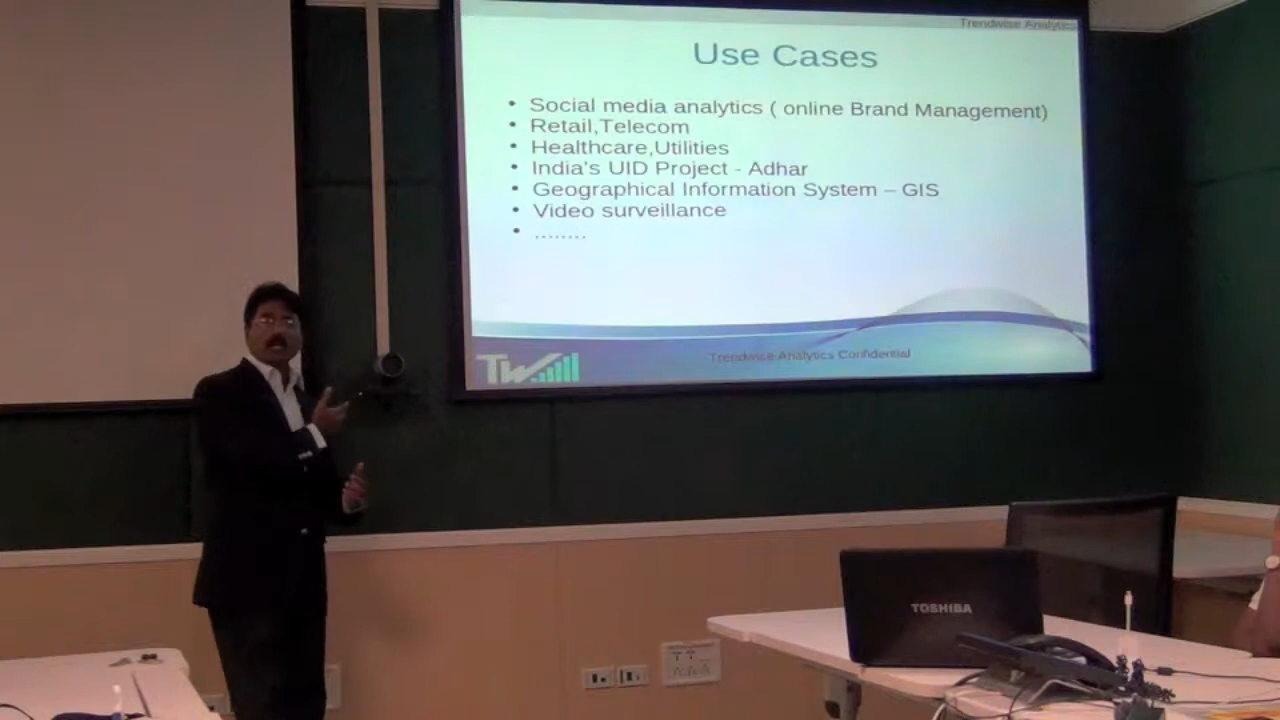 Trendwise Analytics
Use Cases
• Social media analytics ( online Brand Management)
• Retail,Telecom
• Healthcare,Utilities
• India's UID Project - Adhar
• Geographical Information System – GIS
• Video surveillance
• ........
TW
Trendwise Analytics Confidential
TOSHIBA